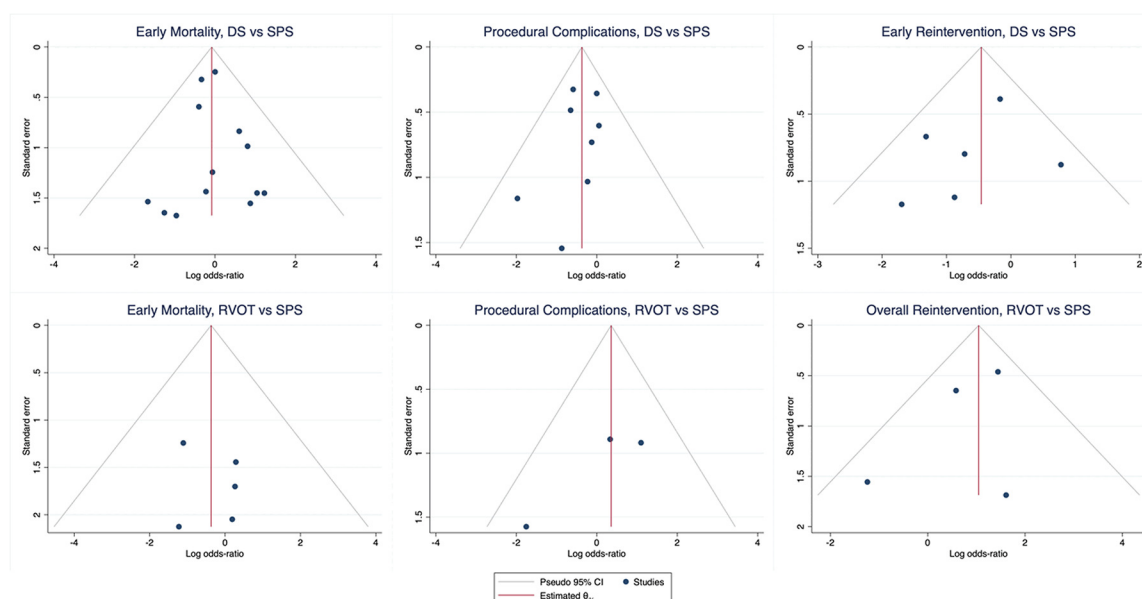 Early Mortality, DS vs SPS
Standard error
0
.5
1
1.5
2
-4
-2
0
2
4
Log odds-ratio
Procedural Complications, DS vs SPS
Standard error
0
.5
1
1.5
-4
-2
0
2
4
Log odds-ratio
Early Reintervention, DS vs SPS
Standard error
0
.5
1
1.5
-3
-2
-1
0
1
2
Log odds-ratio
Early Mortality, RVOT vs SPS
Standard error
0
.5
1
1.5
2
-4
-2
0
2
4
Log odds-ratio
Procedural Complications, RVOT vs SPS
Standard error
0
.5
1
1.5
-4
-2
0
2
4
Log odds-ratio
Overall Reintervention, RVOT vs SPS
Standard error
0
.5
1
1.5
2
-2
0
2
4
Log odds-ratio
Pseudo 95% CI
Studies
Estimated θ